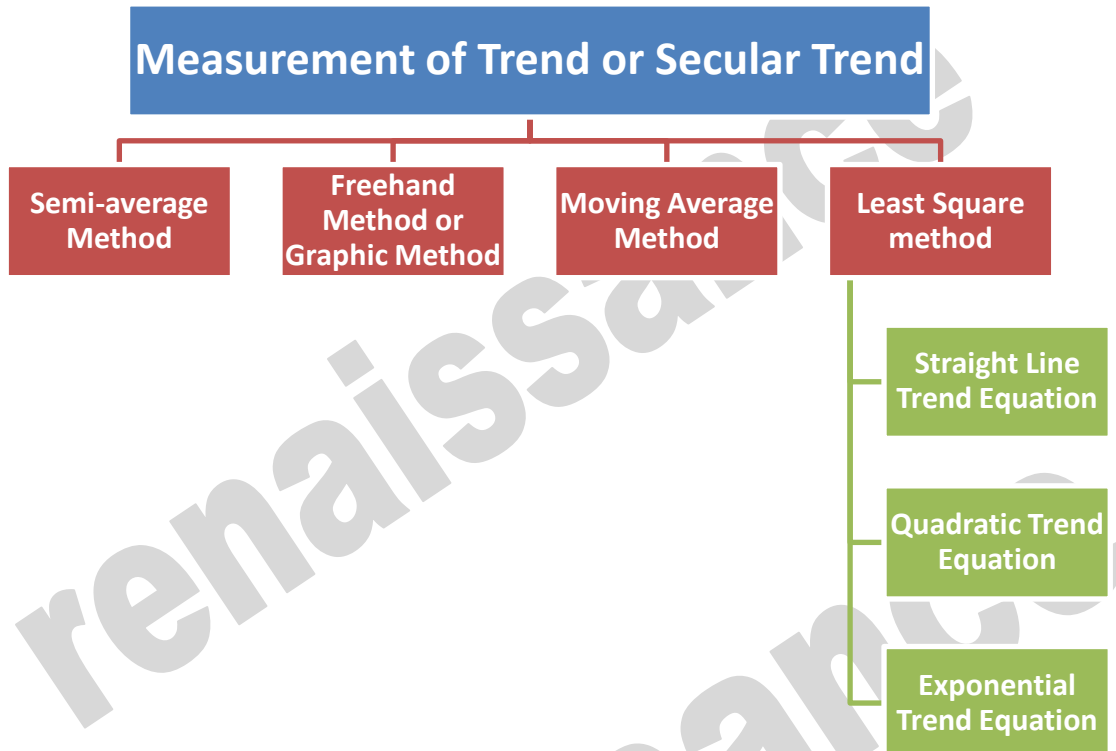 Measurement of Trend or Secular Trend
Semi-average
Method
Freehand
Method or
Graphic Method
Moving Average
Method
Least Square
method
Straight Line
Trend Equation
Quadratic Trend
Equation
Exponential
Trend Equation
renaissance